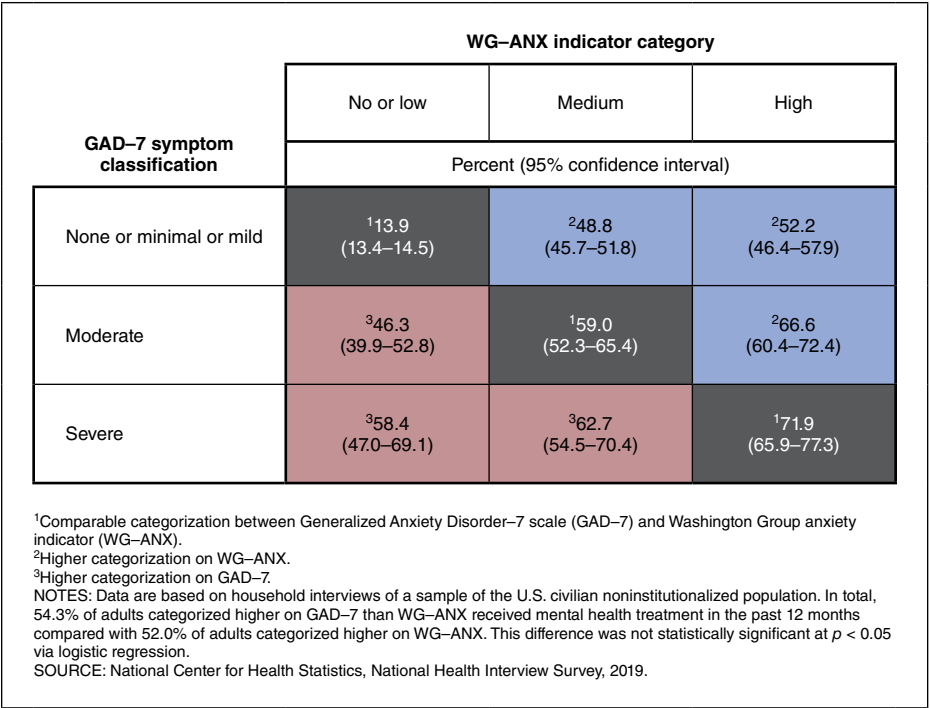 WG–ANX indicator category
GAD–7 symptom
classification
No or low
Medium
High
Percent (95% confidence interval)
None or minimal or mild
¹13.9
(13.4–14.5)
²48.8
(45.7–51.8)
²52.2
(46.4–57.9)
Moderate
³46.3
(39.9–52.8)
¹59.0
(52.3–65.4)
²66.6
(60.4–72.4)
Severe
³58.4
(47.0–69.1)
³62.7
(54.5–70.4)
¹71.9
(65.9–77.3)
¹Comparable categorization between Generalized Anxiety Disorder–7 scale (GAD–7) and Washington Group anxiety
indicator (WG–ANX).
²Higher categorization on WG–ANX.
³Higher categorization on GAD–7.
NOTES: Data are based on household interviews of a sample of the U.S. civilian noninstitutionalized population. In total,
54.3% of adults categorized higher on GAD–7 than WG–ANX received mental health treatment in the past 12 months
compared with 52.0% of adults categorized higher on WG–ANX. This difference was not statistically significant at p < 0.05
via logistic regression.
SOURCE: National Center for Health Statistics, National Health Interview Survey, 2019.